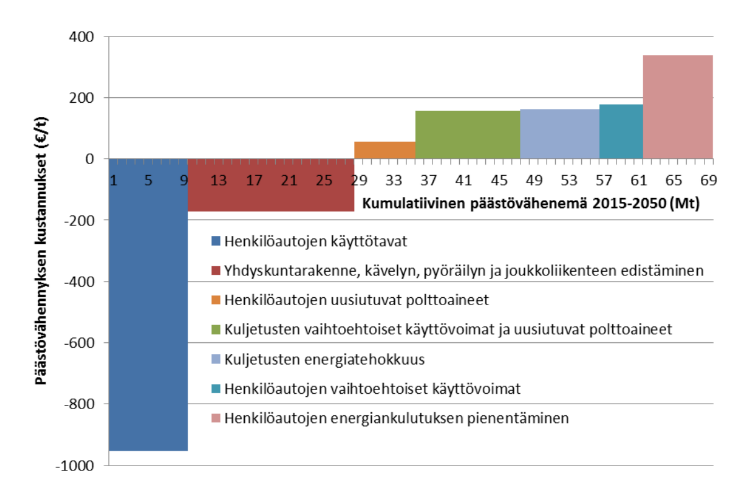 400
200
0
-200
-400
-600
-800
-1000
Päästövähennyksen kustannukset (€/t)
1 5 9 13 17 21 25 29 33 37 41 45 49 53 57 61 65 69
Kumulatiivinen päästövähenemä 2015-2050 (Mt)
Henkilöautojen käyttötavat
Yhdyskuntarakenne, kävelyn, pyöräilyn ja joukkoliikenteen edistäminen
Henkilöautojen uusiutuvat polttoaineet
Kuljetusten vaihtoehtoiset käyttövoimat ja uusiutuvat polttoaineet
Kuljetusten energiatehokkuus
Henkilöautojen vaihtoehtoiset käyttövoimat
Henkilöautojen energiankulutuksen pienentäminen